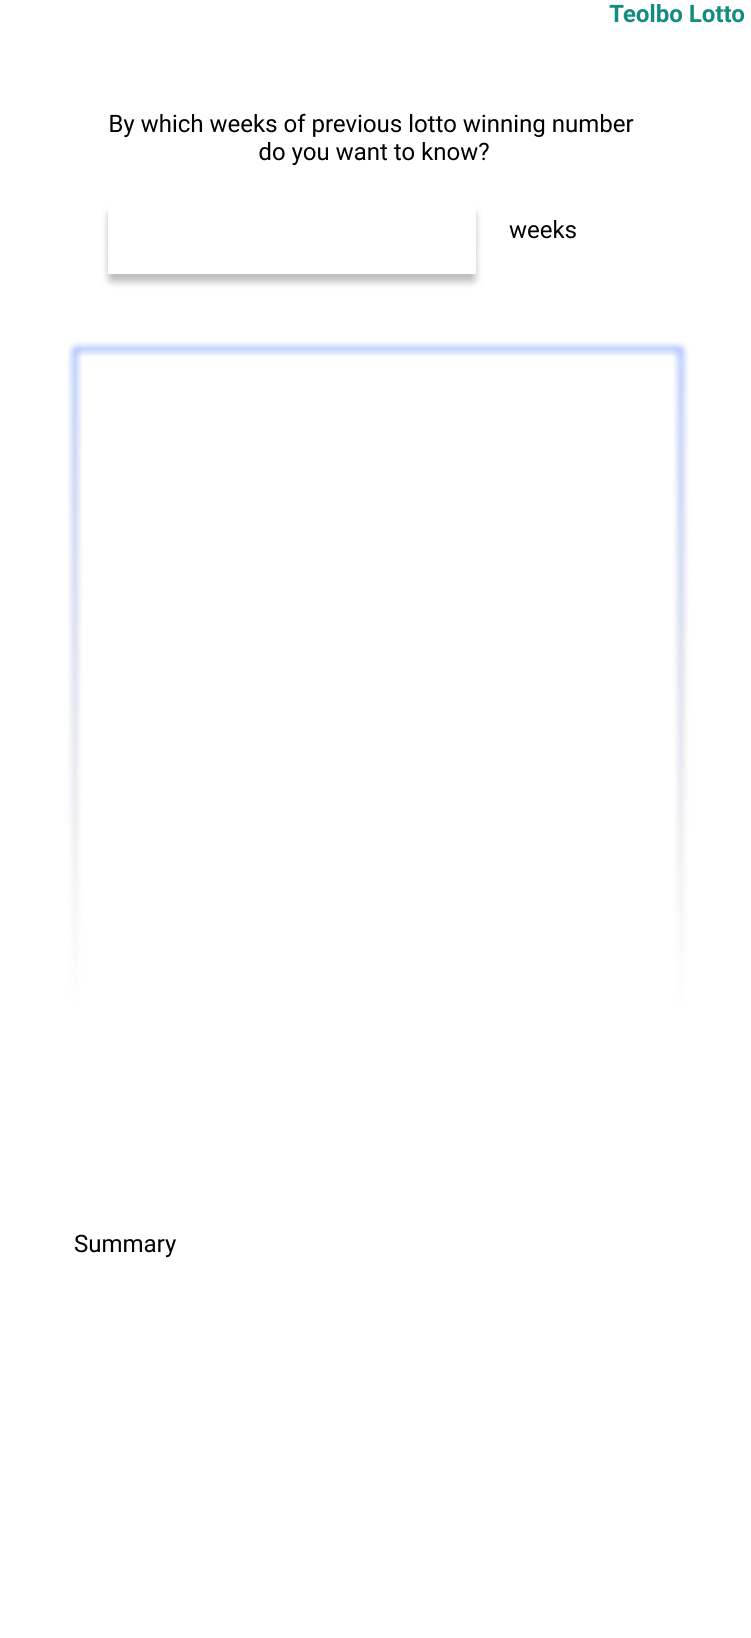 Teolbo Lotto
By which weeks of previous lotto winning number
do you want to know?
weeks
Summary